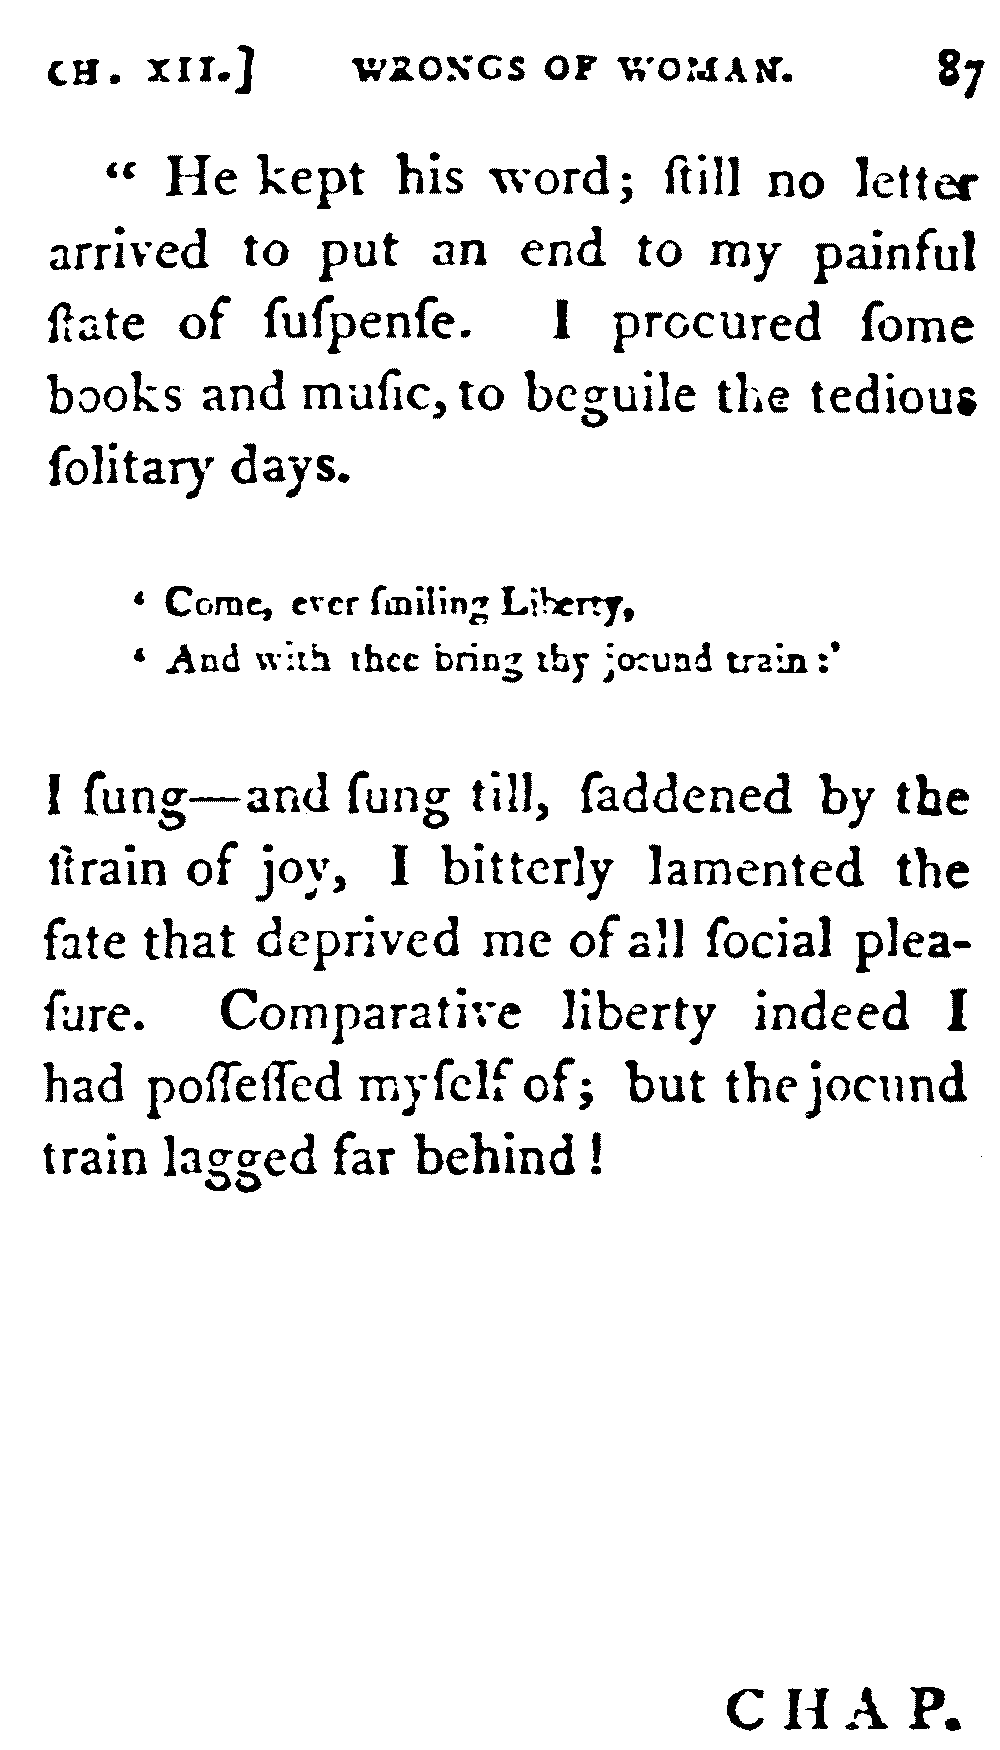 CH. XII.] WRONGS OF WOMAN. 87
“ He kept his word; ſtill no letter
arrived to put an end to my painful
ſtate of ſuſpenſe. I procured ſome
books and muſic, to beguile the tedious
ſolitary days.
‘ Come, ever ſmiling Liberty,
‘ And with thee bring thy jocund train :’
I ſung—and ſung till, ſaddened by the
ſtrain of joy, I bitterly lamented the
fate that deprived me of all ſocial plea-
ſure. Comparative liberty indeed I
had poſſeſſed myſelf of; but the jocund
train lagged far behind !
CHAP.